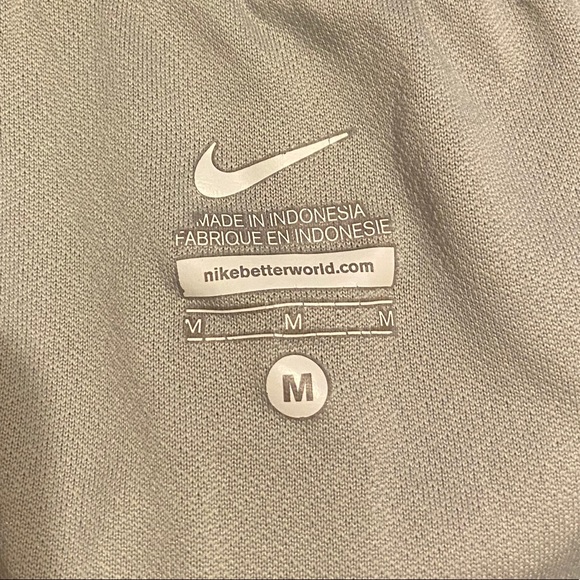 MADE IN INDONESIA
FABRIQUE EN INDONESIE
nikebetterworld.com
M M M
M